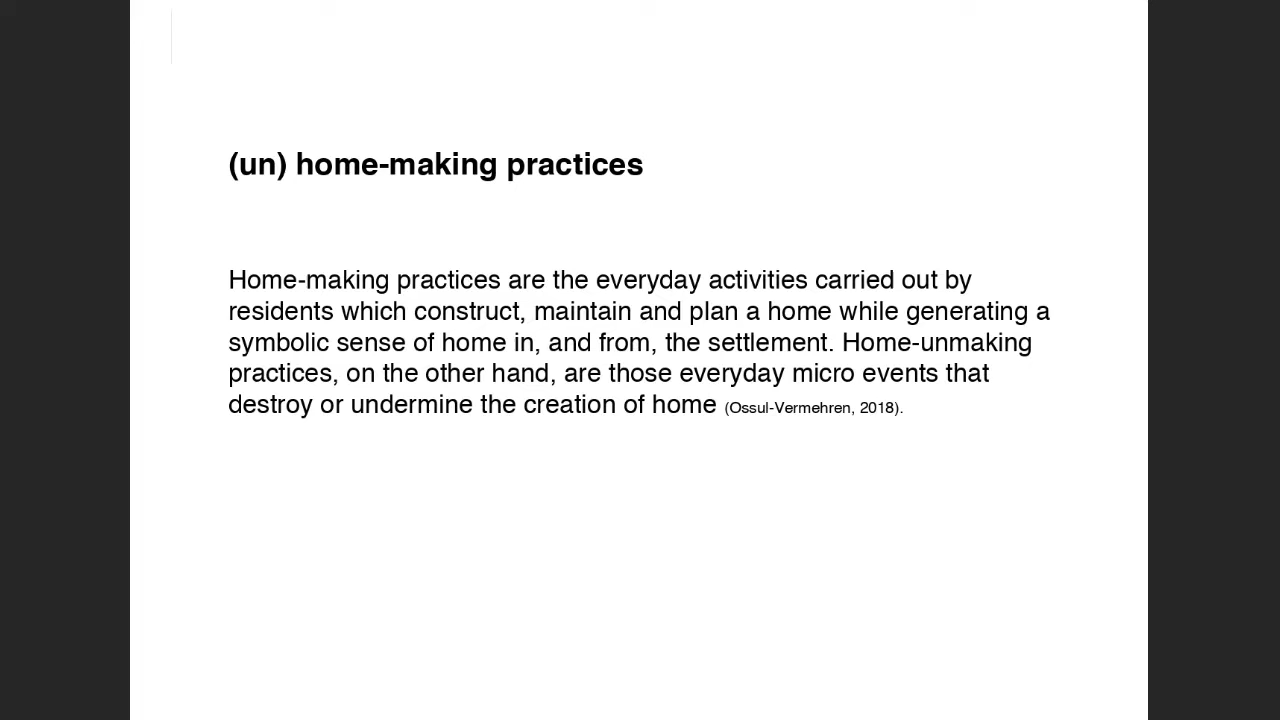 (un) home-making practices
Home-making practices are the everyday activities carried out by
residents which construct, maintain and plan a home while generating a
symbolic sense of home in, and from, the settlement. Home-unmaking
practices, on the other hand, are those everyday micro events that
destroy or undermine the creation of home (Ossul-Vermehren, 2018).